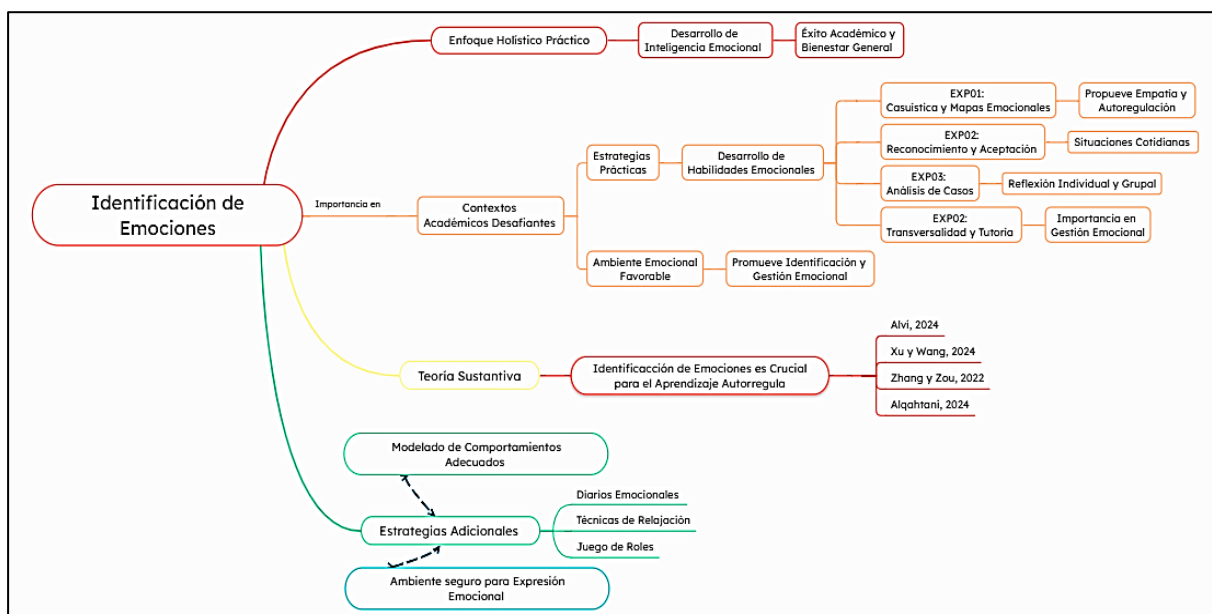 Enfoque Holístico Práctico
Desarrollo de
Inteligencia Emocional
Éxito Académico y
Bienestar General
Identificación de
Emociones
Importancia en
Contextos
Académicos Desafiantes
Estrategias
Prácticas
Desarrollo de
Habilidades Emocionales
EXP01:
Casuística y Mapas Emocionales
Propueve Empatía y
Autoregulación
EXP02:
Reconocimiento y Aceptación
Situaciones Cotidianas
EXP03:
Análisis de Casos
Reflexión Individual y Grupal
EXP02:
Transversalidad y Tutoría
Importancia en
Gestión Emocional
Ambiente Emocional
Favorable
Promueve Identificación y
Gestión Emocional
Teoría Sustantiva
Identificacción de Emociones es Crucial
para el Aprendizaje Autorregula
Alvi, 2024
Xu y Wang, 2024
Zhang y Zou, 2022
Alqahtani, 2024
Modelado de Comportamientos
Adecuados
Estrategias Adicionales
Diarios Emocionales
Técnicas de Relajación
Juego de Roles
Ambiente seguro para Expresión
Emocional